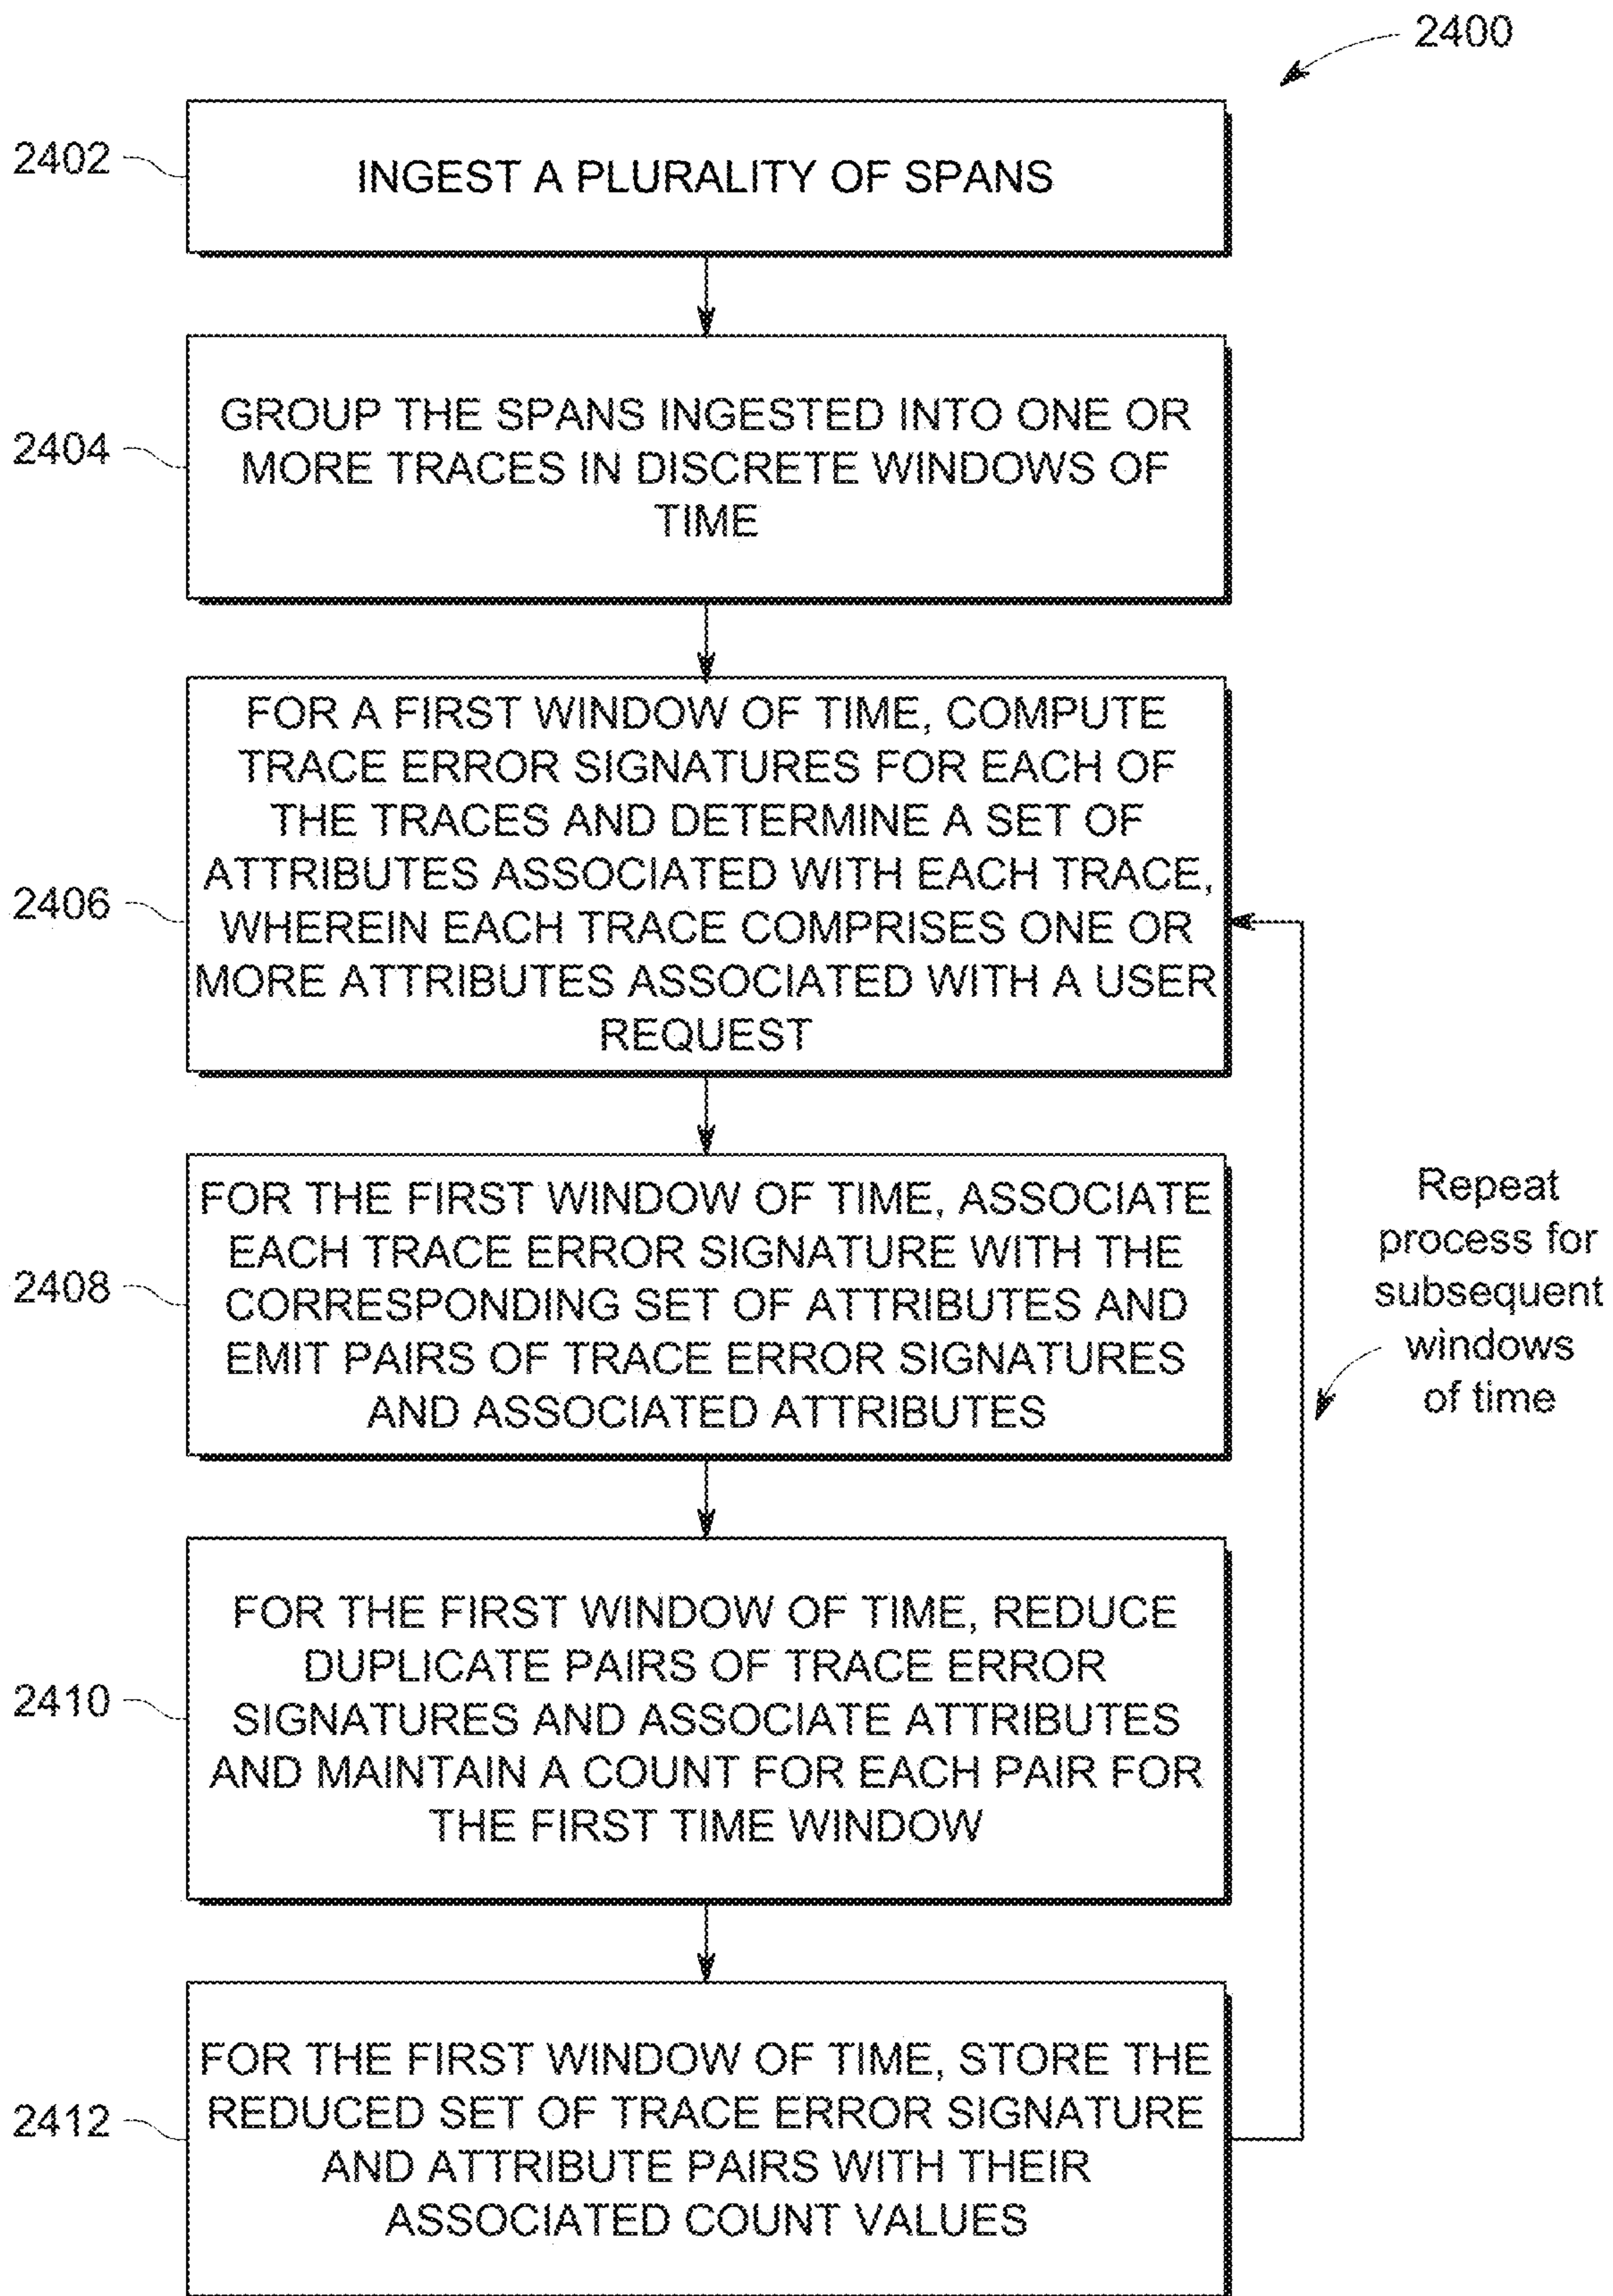 2400
2402
INGEST A PLURALITY OF SPANS
2404
GROUP THE SPANS INGESTED INTO ONE OR
MORE TRACES IN DISCRETE WINDOWS OF
TIME
2406
FOR A FIRST WINDOW OF TIME, COMPUTE
TRACE ERROR SIGNATURES FOR EACH OF
THE TRACES AND DETERMINE A SET OF
ATTRIBUTES ASSOCIATED WITH EACH TRACE,
WHEREIN EACH TRACE COMPRISES ONE OR
MORE ATTRIBUTES ASSOCIATED WITH A USER
REQUEST
2408
FOR THE FIRST WINDOW OF TIME, ASSOCIATE
EACH TRACE ERROR SIGNATURE WITH THE
CORRESPONDING SET OF ATTRIBUTES AND
EMIT PAIRS OF TRACE ERROR SIGNATURES
AND ASSOCIATED ATTRIBUTES
Repeat
process for
subsequent
windows
of time
2410
FOR THE FIRST WINDOW OF TIME, REDUCE
DUPLICATE PAIRS OF TRACE ERROR
SIGNATURES AND ASSOCIATE ATTRIBUTES
AND MAINTAIN A COUNT FOR EACH PAIR FOR
THE FIRST TIME WINDOW
2412
FOR THE FIRST WINDOW OF TIME, STORE THE
REDUCED SET OF TRACE ERROR SIGNATURE
AND ATTRIBUTE PAIRS WITH THEIR
ASSOCIATED COUNT VALUES